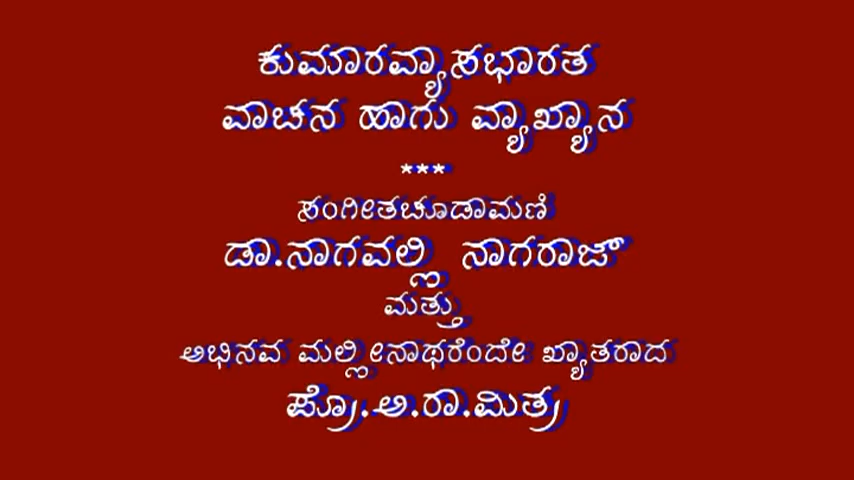 ಕುಮಾರವ್ಯಾಸಭಾರತ
ವಾಚನ ಹಾಗು ವ್ಯಾಖ್ಯಾನ
***
ಸಂಗೀತಚೂಡಾಮಣಿ
ಡಾ.ನಾಗವಲ್ಲಿ ನಾಗರಾಜ್
ಮತ್ತು
ಅಭಿನವ ಮಲ್ಲೀನಾಥರೆಂದೇ ಖ್ಯಾತರಾದ
ಪ್ರೊ.ಅ.ರಾ.ಮಿತ್ರ